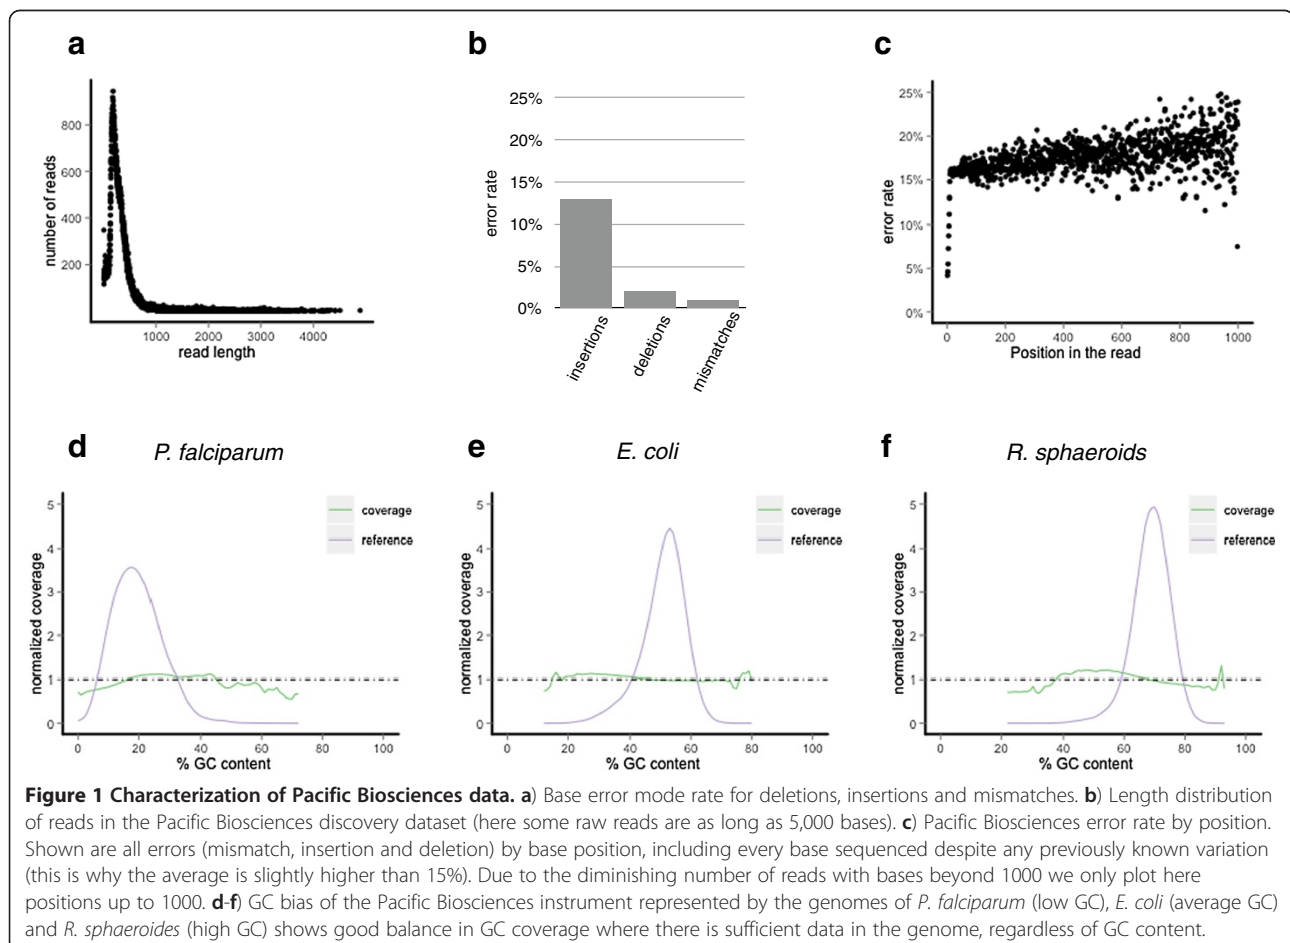 a
800
600
400
200
number of reads
1000 2000 3000 4000
read length
b
25%
20%
15%
10%
5%
0%
error rate
insertions
deletions
mismatches
c
25%
20%
15%
10%
5%
0%
error rate
0 200 400 600 800 1000
Position in the read
d
P. falciparum
5
4
3
2
1
0
normalized coverage
coverage
reference
0 20 40 60 80 100
% GC content
e
E. coli
5
4
3
2
1
0
normalized coverage
coverage
reference
0 20 40 60 80 100
% GC content
f
R. sphaeroids
5
4
3
2
1
0
normalized coverage
coverage
reference
0 20 40 60 80 100
% GC content
Figure 1 Characterization of Pacific Biosciences data. a) Base error mode rate for deletions, insertions and mismatches. b) Length distribution
of reads in the Pacific Biosciences discovery dataset (here some raw reads are as long as 5,000 bases). c) Pacific Biosciences error rate by position.
Shown are all errors (mismatch, insertion and deletion) by base position, including every base sequenced despite any previously known variation
(this is why the average is slightly higher than 15%). Due to the diminishing number of reads with bases beyond 1000 we only plot here
positions up to 1000. d-f) GC bias of the Pacific Biosciences instrument represented by the genomes of P. falciparum (low GC), E. coli (average GC)
and R. sphaeroides (high GC) shows good balance in GC coverage where there is sufficient data in the genome, regardless of GC content.